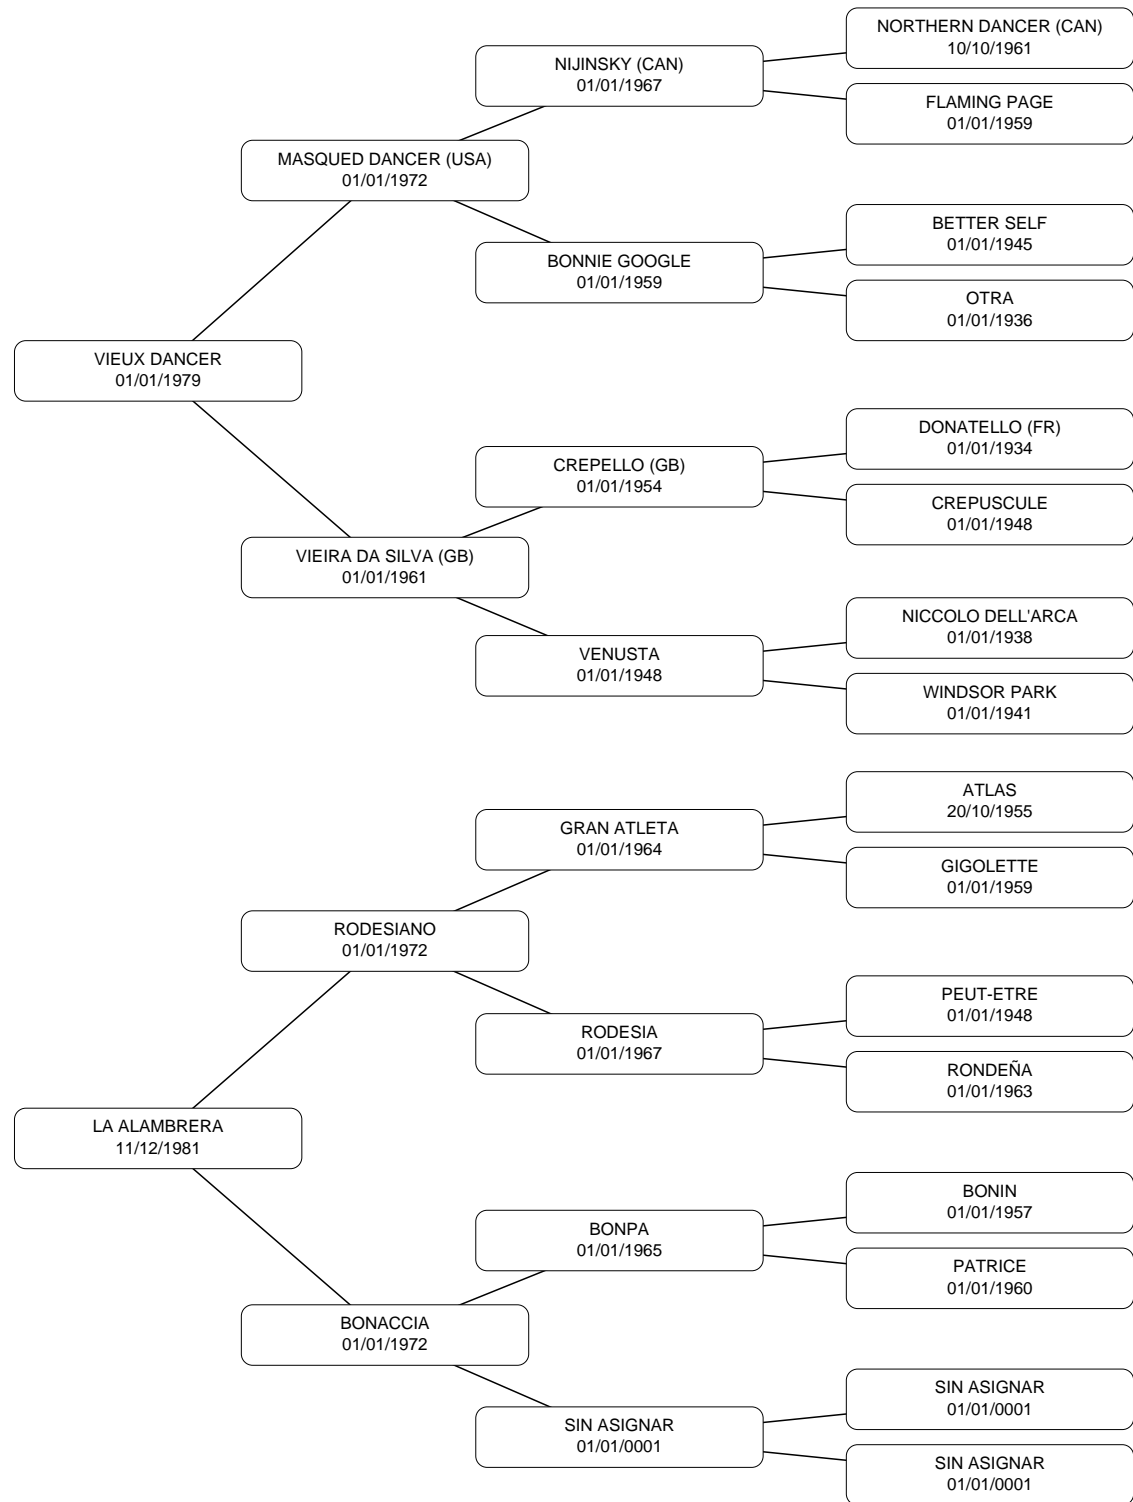 NORTHERN DANCER (CAN)
10/10/1961
NIJINSKY (CAN)
01/01/1967
FLAMING PAGE
01/01/1959
MASQUED DANCER (USA)
01/01/1972
BETTER SELF
01/01/1945
BONNIE GOOGLE
01/01/1959
OTRA
01/01/1936
VIEUX DANCER
01/01/1979
DONATELLO (FR)
01/01/1934
CREPELLO (GB)
01/01/1954
CREPUSCULE
01/01/1948
VIEIRA DA SILVA (GB)
01/01/1961
NICCOLO DELL'ARCA
01/01/1938
VENUSTA
01/01/1948
WINDSOR PARK
01/01/1941
ATLAS
20/10/1955
GRAN ATLETA
01/01/1964
GIGOLETTE
01/01/1959
RODESIANO
01/01/1972
PEUT-ETRE
01/01/1948
RODESIA
01/01/1967
RONDEÑA
01/01/1963
LA ALAMBRERA
11/12/1981
BONIN
01/01/1957
BONPA
01/01/1965
PATRICE
01/01/1960
BONACCIA
01/01/1972
SIN ASIGNAR
01/01/0001
SIN ASIGNAR
01/01/0001
SIN ASIGNAR
01/01/0001